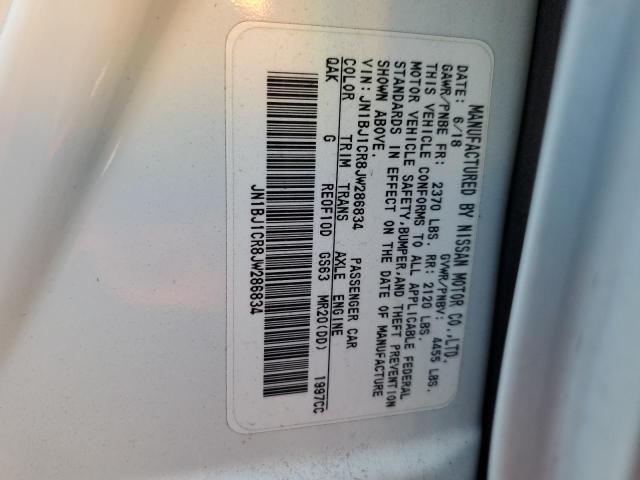 MANUFACTURED BY NISSAN MOTOR CO.,LTD.
DATE: 6/18 GVWR/PNBV: 4455 LBS.
GAWR/PNBE FR: 2370 LBS. RR: 2120 LBS.
THIS VEHICLE CONFORMS TO ALL APPLICABLE FEDERAL
MOTOR VEHICLE SAFETY,BUMPER,AND THEFT PREVENTION
STANDARDS IN EFFECT ON THE DATE OF MANUFACTURE
SHOWN ABOVE.
VIN: JN1BJ1CR8JW286834 PASSENGER CAR
COLOR TRIM TRANS AXLE ENGINE
QAK G RE0F10D GS63 MR20(DD) 1997CC
JN1BJ1CR8JW286834